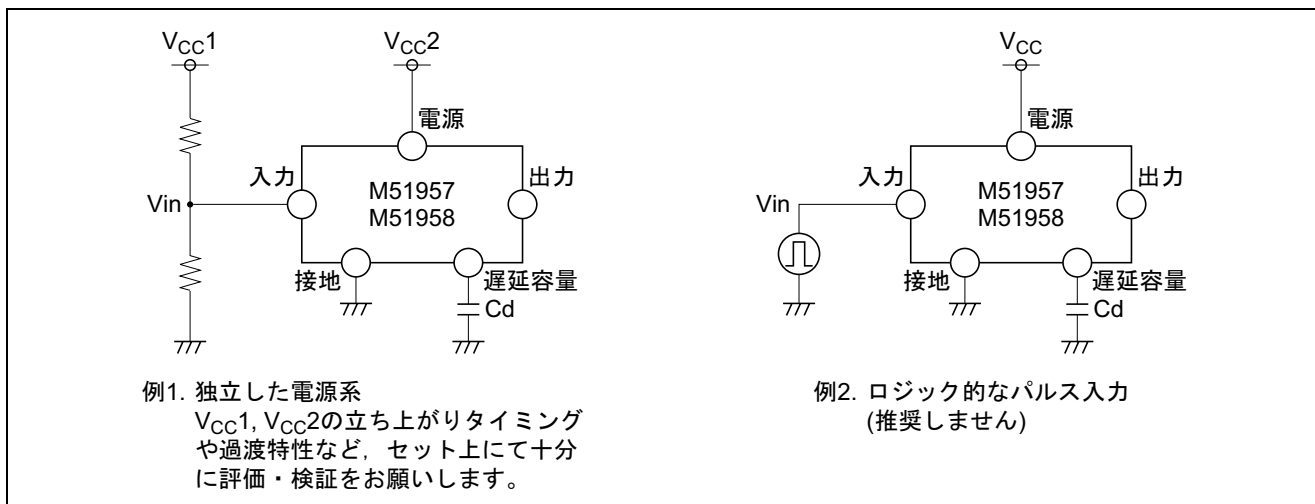 VCC1
VCC2
電源
入力
出力
M51957
M51958
Vin
接地
遅延容量
Cd
例1. 独立した電源系
VCC1, VCC2の立ち上がりタイミング
や過渡特性など，セット上にて十分
に評価・検証をお願いします。
VCC
電源
入力
出力
M51957
M51958
Vin
接地
遅延容量
Cd
例2. ロジック的なパルス入力
(推奨しません)